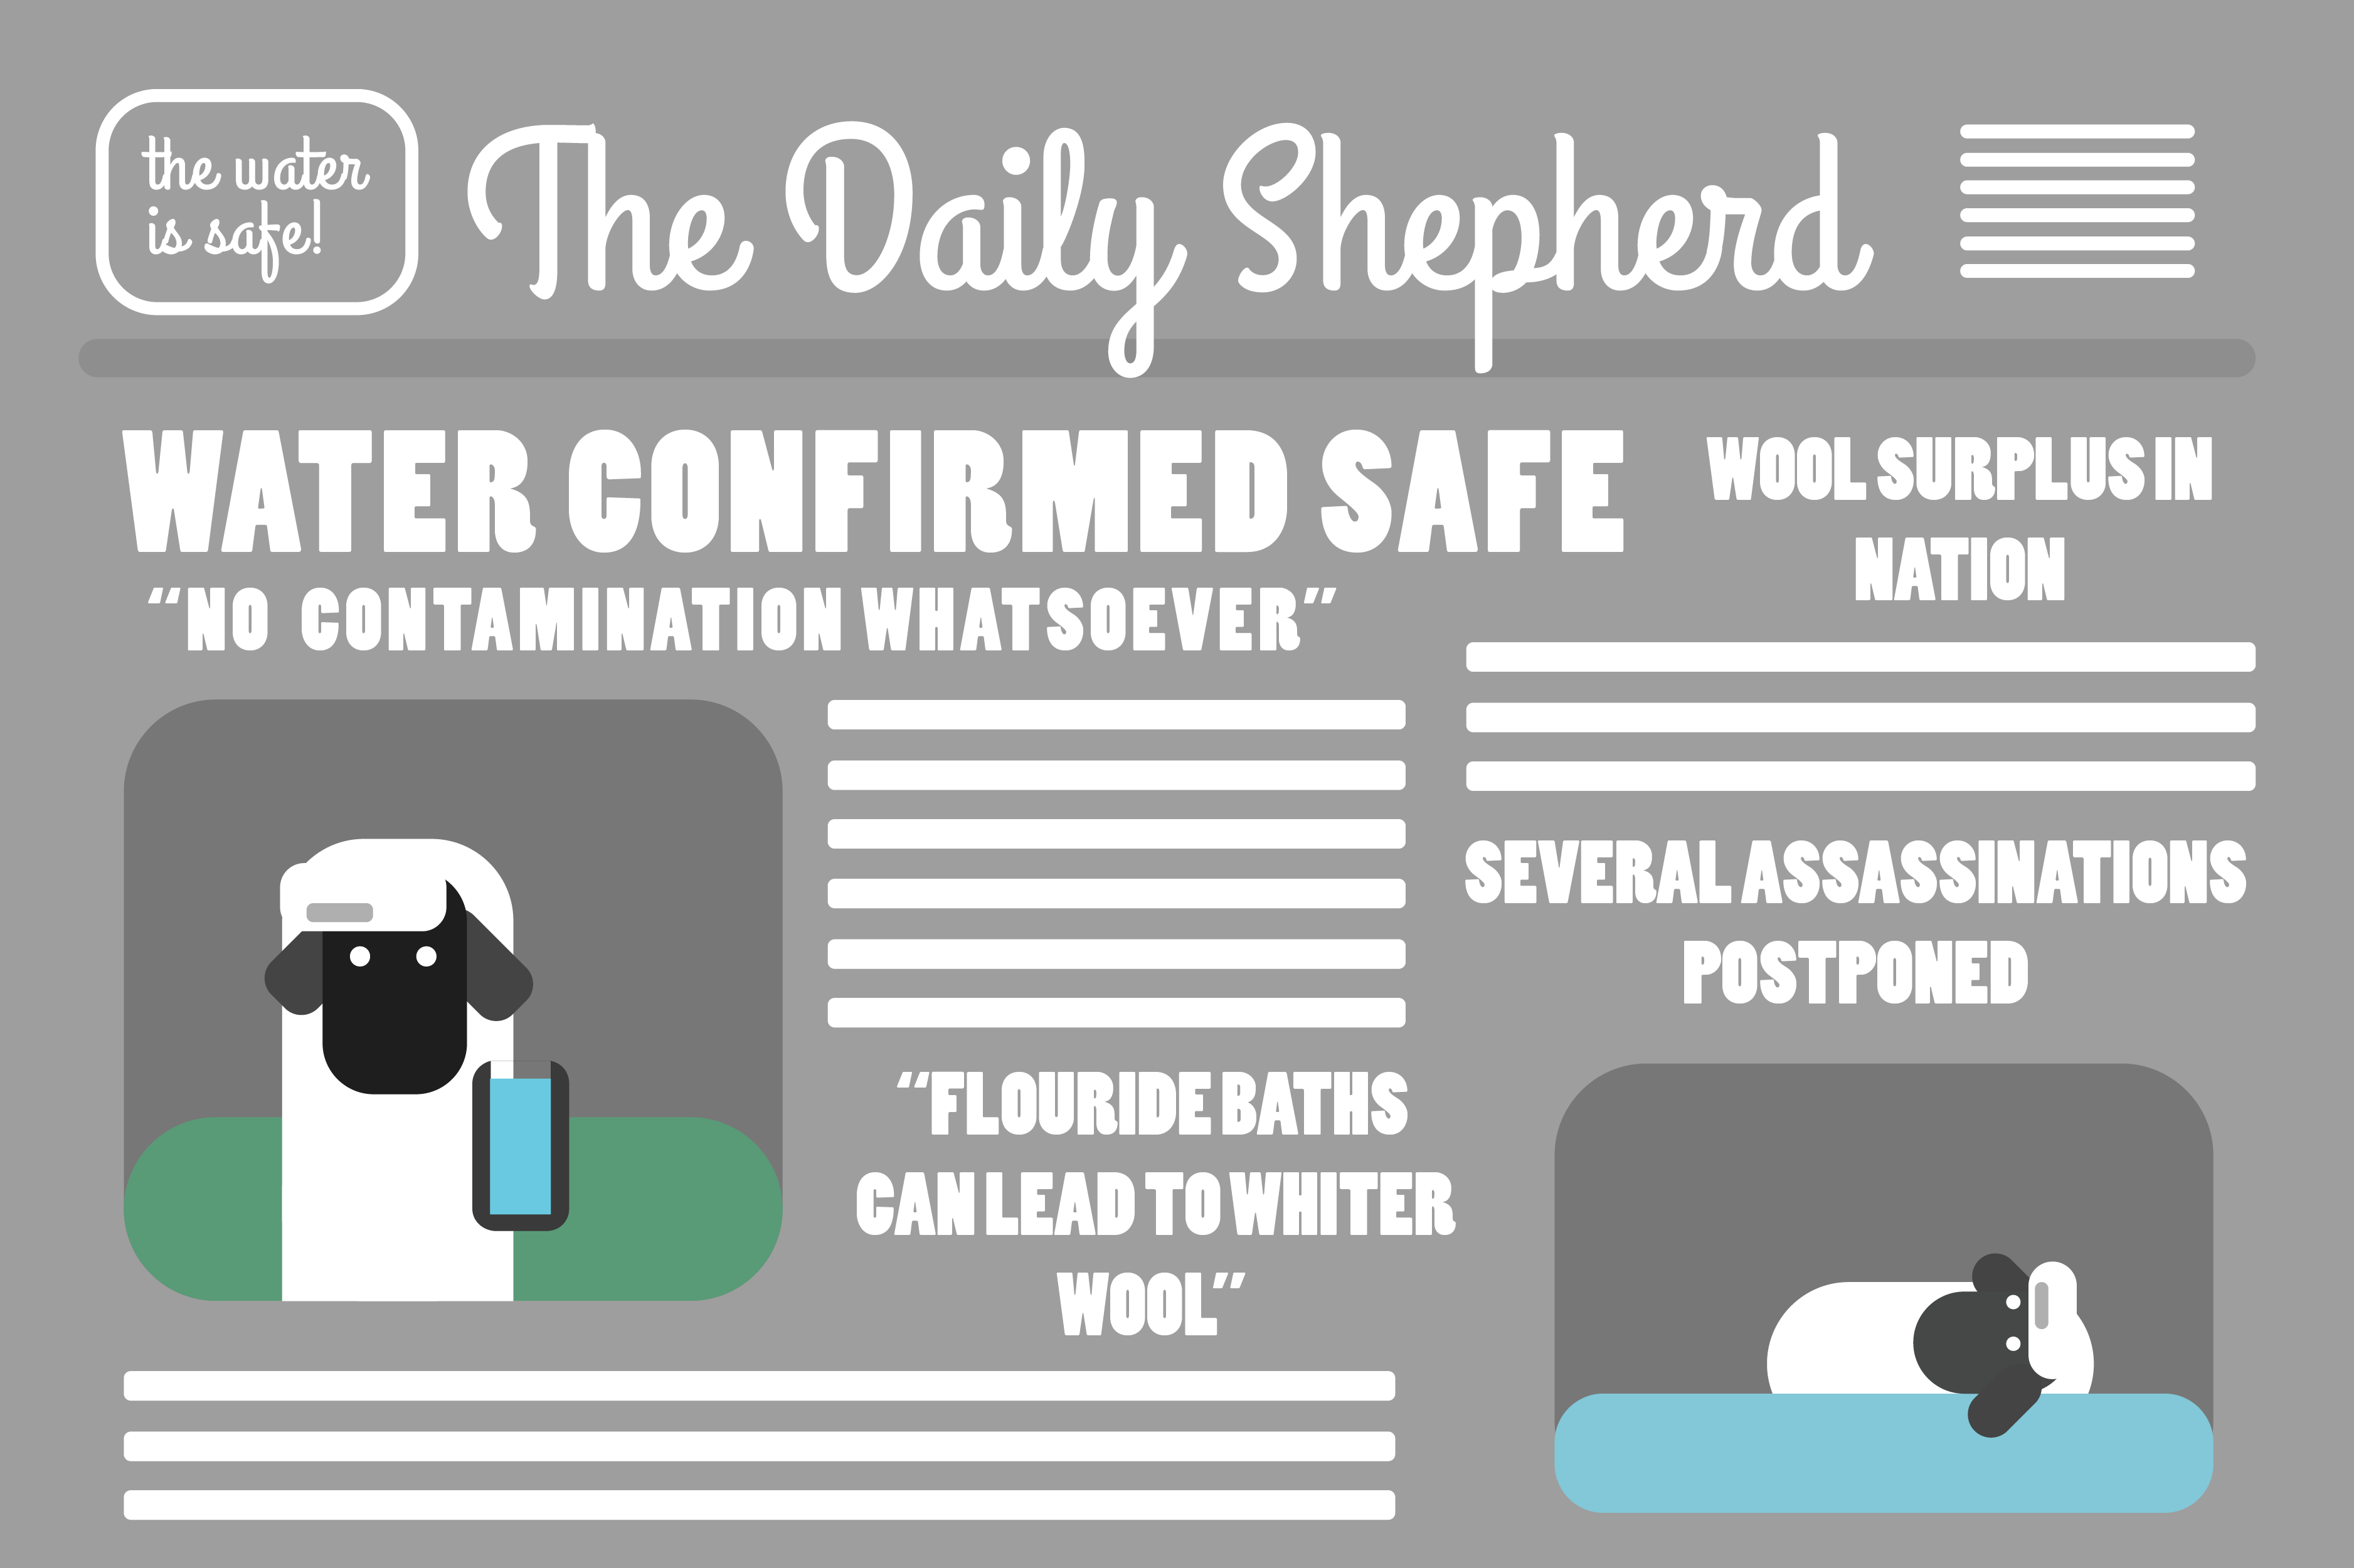 the water
is safe!
The Daily Shepherd
WATER CONFIRMED SAFE
"NO CONTAMINATION WHATSOEVER"
WOOL SURPLUS IN
NATION
SEVERAL ASSASSINATIONS
POSTPONED
"FLOURIDE BATHS
CAN LEAD TO WHITER
WOOL"